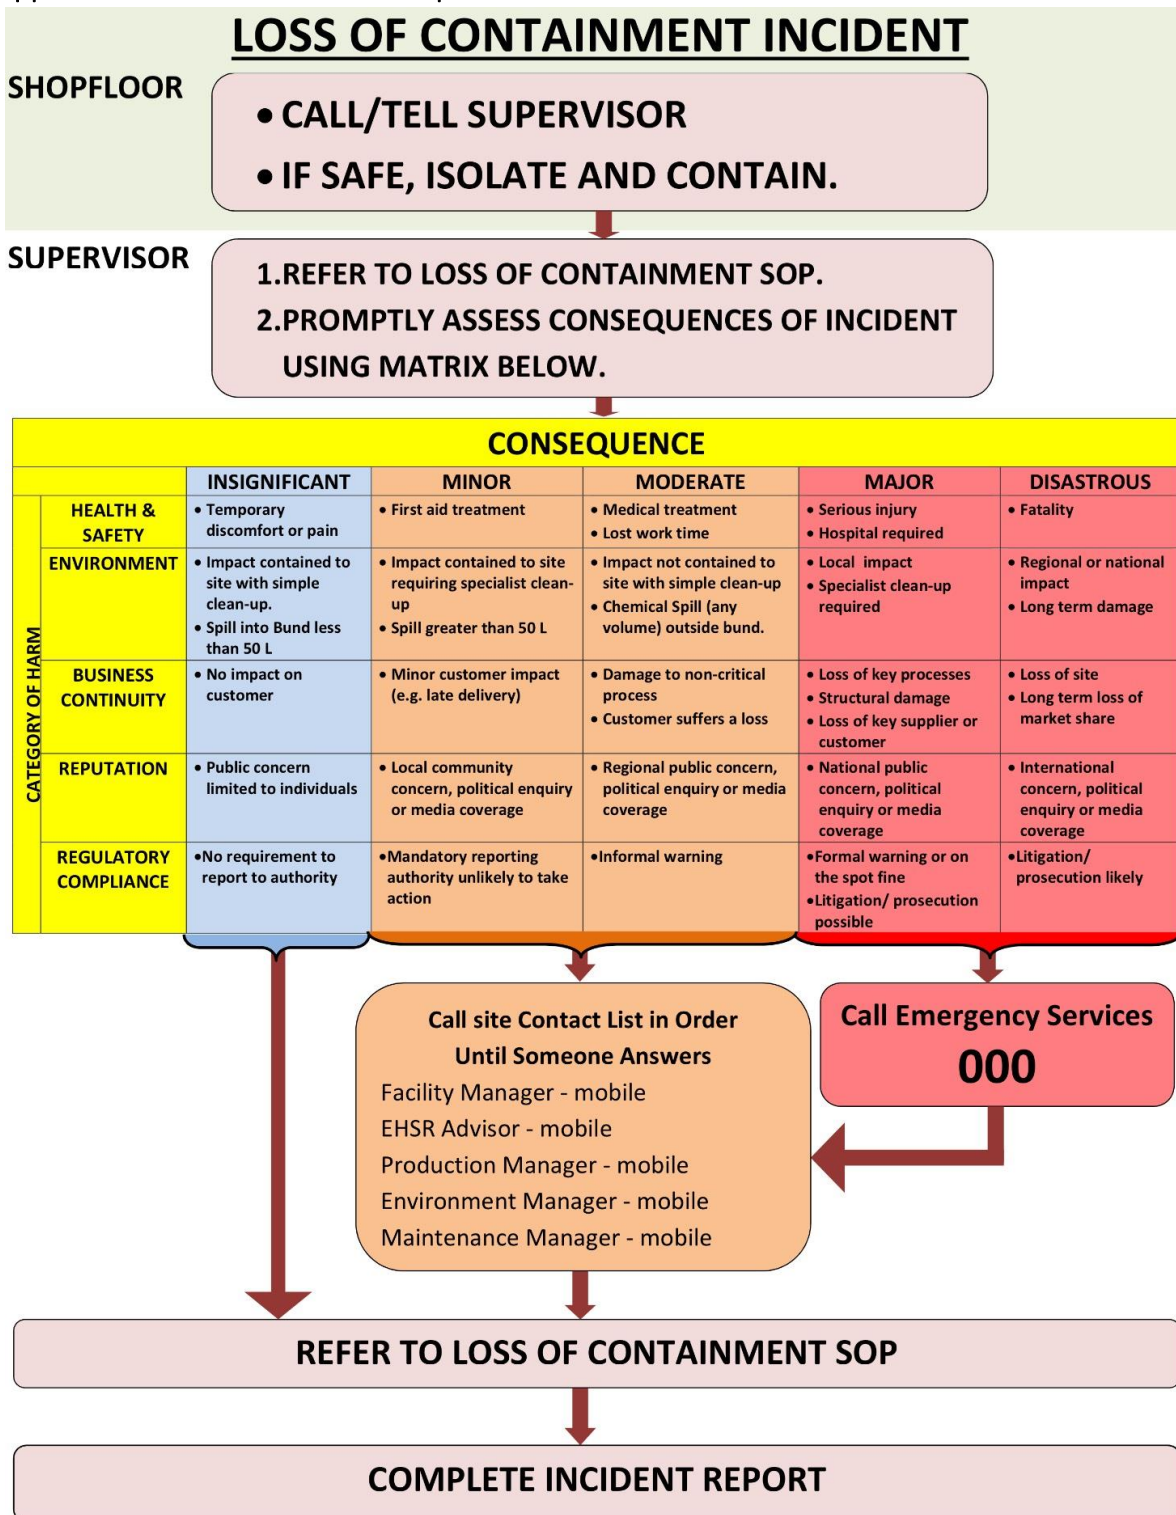 LOSS OF CONTAINMENT INCIDENT
SHOPFLOOR
• CALL/TELL SUPERVISOR
• IF SAFE, ISOLATE AND CONTAIN.
SUPERVISOR
1.REFER TO LOSS OF CONTAINMENT SOP.
2.PROMPTLY ASSESS CONSEQUENCES OF INCIDENT
USING MATRIX BELOW.
CONSEQUENCE
INSIGNIFICANT
MINOR
MODERATE
MAJOR
DISASTROUS
CATEGORY OF HARM
HEALTH &
SAFETY
• Temporary
discomfort or pain
• First aid treatment
• Medical treatment
• Lost work time
• Serious injury
• Hospital required
• Fatality
ENVIRONMENT
• Impact contained to
site with simple
clean-up.
• Spill into Bund less
than 50 L
• Impact contained to site
requiring specialist clean-
up
• Spill greater than 50 L
• Impact not contained to
site with simple clean-up
• Chemical Spill (any
volume) outside bund.
• Local impact
• Specialist clean-up
required
• Regional or national
impact
• Long term damage
BUSINESS
CONTINUITY
• No impact on
customer
• Minor customer impact
(e.g. late delivery)
• Damage to non-critical
process
• Customer suffers a loss
• Loss of key processes
• Structural damage
• Loss of key supplier or
customer
• Loss of site
• Long term loss of
market share
REPUTATION
• Public concern
limited to individuals
• Local community
concern, political enquiry
or media coverage
• Regional public concern,
political enquiry or media
coverage
• National public
concern, political
enquiry or media
coverage
• International
concern, political
enquiry or media
coverage
REGULATORY
COMPLIANCE
•No requirement to
report to authority
•Mandatory reporting
authority unlikely to take
action
•Informal warning
•Formal warning or on
the spot fine
•Litigation/ prosecution
possible
•Litigation/
prosecution likely
Call site Contact List in Order
Until Someone Answers
Facility Manager - mobile
EHSR Advisor - mobile
Production Manager - mobile
Environment Manager - mobile
Maintenance Manager - mobile
Call Emergency Services
000
REFER TO LOSS OF CONTAINMENT SOP
COMPLETE INCIDENT REPORT